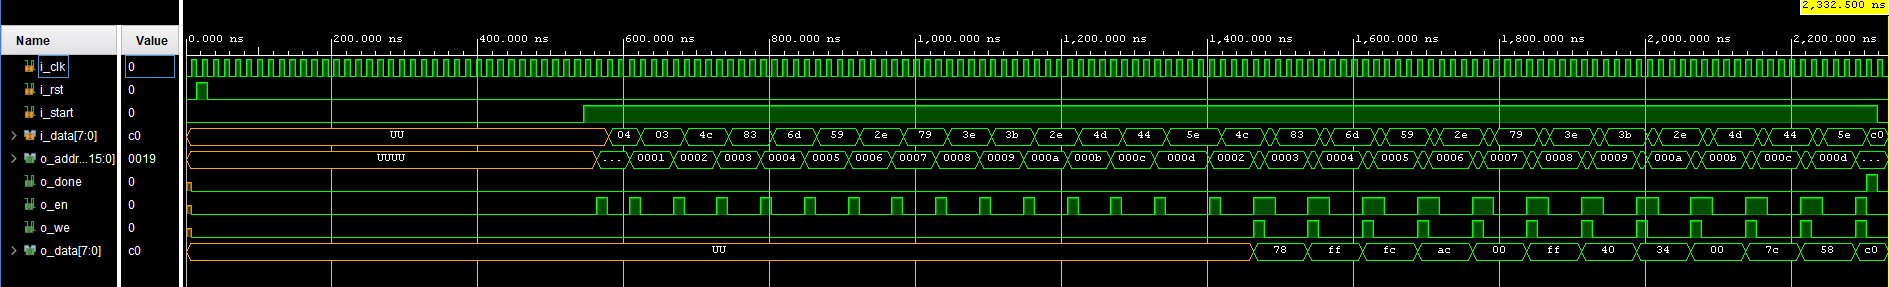 2,332.500 ns
Name Value
0.000 ns 200.000 ns 400.000 ns 600.000 ns 800.000 ns 1,000.000 ns 1,200.000 ns 1,400.000 ns 1,600.000 ns 1,800.000 ns 2,000.000 ns 2,200.000 ns
i_clk 0
i_rst 0
i_start 0
i_data[7:0] c0 UU 04 03 4c 83 6d 59 2e 79 3e 3b 2e 4d 44 5e 4c 83 6d 59 2e 79 3e 3b 2e 4d 44 5e c0
o_addr...15:0] 0019 UUUU ... 0001 0002 0003 0004 0005 0006 0007 0008 0009 000a 000b 000c 000d 0002 0003 0004 0005 0006 0007 0008 0009 000a 000b 000c 000d ...
o_done 0
o_en 0
o_we 0
o_data[7:0] c0 UU 78 ff fc ac 00 ff 40 34 00 7c 58 c0